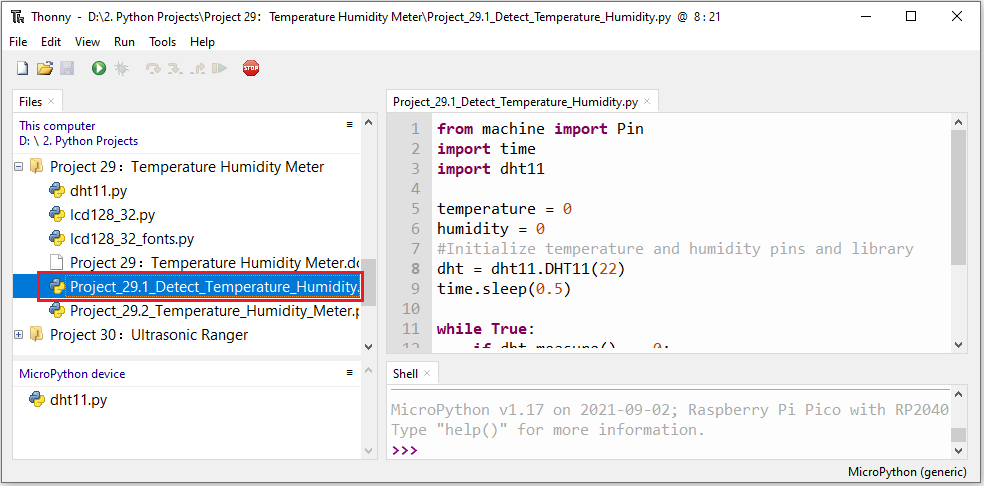 Thonny - D:\2. Python Projects\Project 29：Temperature Humidity Meter\Project_29.1_Detect_Temperature_Humidity.py @ 8:21
File Edit View Run Tools Help
STOP
Files
This computer
D: \ 2. Python Projects
Project 29：Temperature Humidity Meter
dht11.py
lcd128_32.py
lcd128_32_fonts.py
Project 29：Temperature Humidity Meter.dc
Project_29.1_Detect_Temperature_Humidity.
Project_29.2_Temperature_Humidity_Meter.p
Project 30：Ultrasonic Ranger
MicroPython device
dht11.py
Project_29.1_Detect_Temperature_Humidity.py
1 from machine import Pin
2 import time
3 import dht11
4
5 temperature = 0
6 humidity = 0
7 #Initialize temperature and humidity pins and library
8 dht = dht11.DHT11(22)
9 time.sleep(0.5)
10
11 while True:
12 if dht.measure() 0:
Shell
MicroPython v1.17 on 2021-09-02; Raspberry Pi Pico with RP2040
Type "help()" for more information.
>>>
MicroPython (generic)